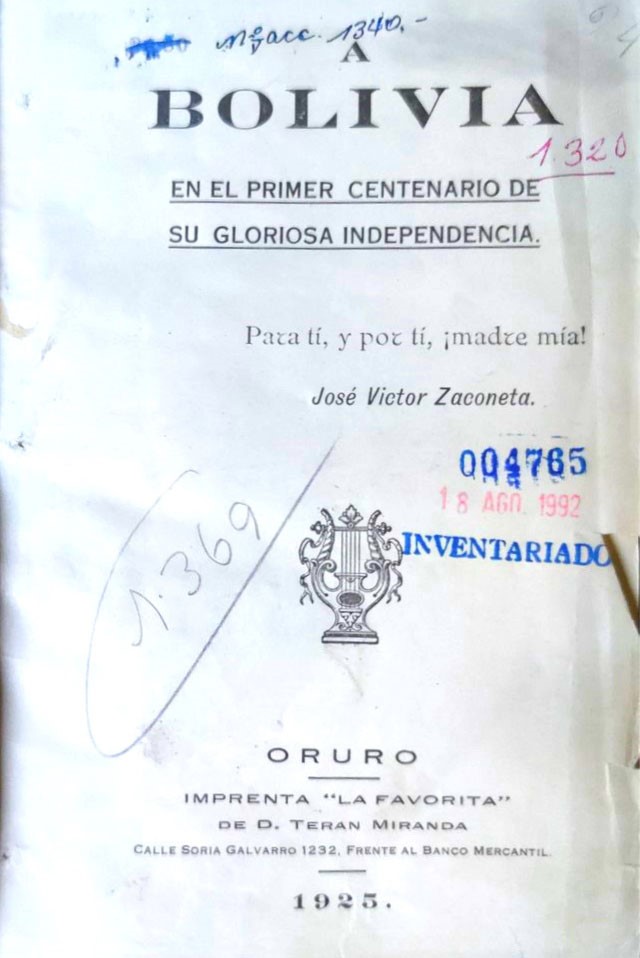 Nº acc. 1340.-
A
BOLIVIA
1.320
EN EL PRIMER CENTENARIO DE
SU GLORIOSA INDEPENDENCIA.
Para tí, y por tí, ¡madre mía!
José Victor Zaconeta.
004765
18 AGO 1992
INVENTARIADO
1.369
ORURO
IMPRENTA "LA FAVORITA"
DE D. TERAN MIRANDA
CALLE SORIA GALVARRO 1232, FRENTE AL BANCO MERCANTIL.
1925.